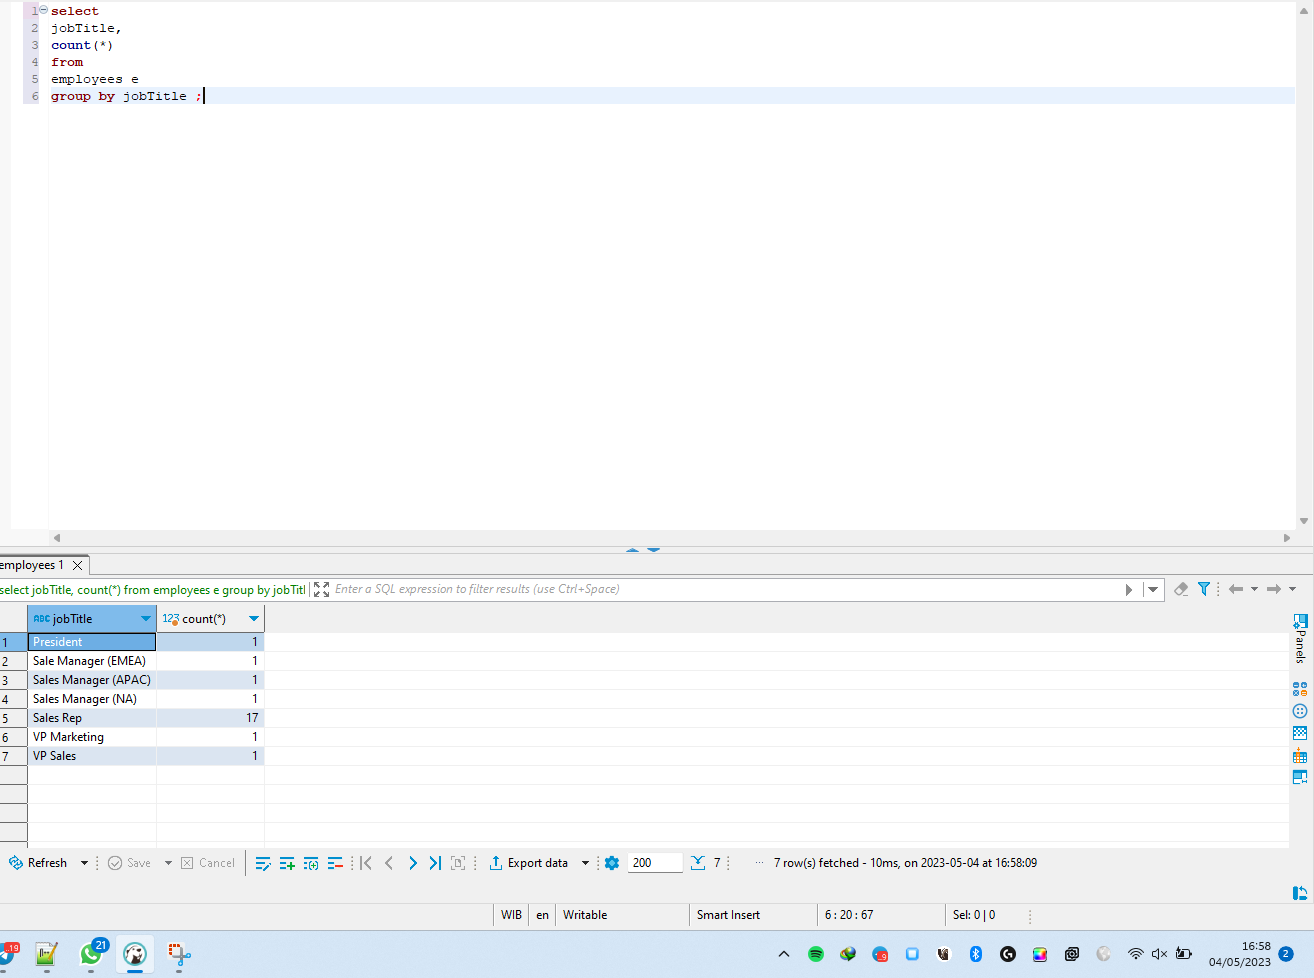 1 select
2 jobTitle,
3 count(*)
4 from
5 employees e
6 group by jobTitle ;
employees 1
select jobTitle, count(*) from employees e group by jobTitl
Enter a SQL expression to filter results (use Ctrl+Space)
ABC jobTitle 123 count(*)
1 President 1
2 Sale Manager (EMEA) 1
3 Sales Manager (APAC) 1
4 Sales Manager (NA) 1
5 Sales Rep 17
6 VP Marketing 1
7 VP Sales 1
Panels
Refresh Save Cancel Export data 200 7 ··· 7 row(s) fetched - 10ms, on 2023-05-04 at 16:58:09
WIB en Writable Smart Insert 6 : 20 : 67 Sel: 0 | 0
21
16:58
04/05/2023
2